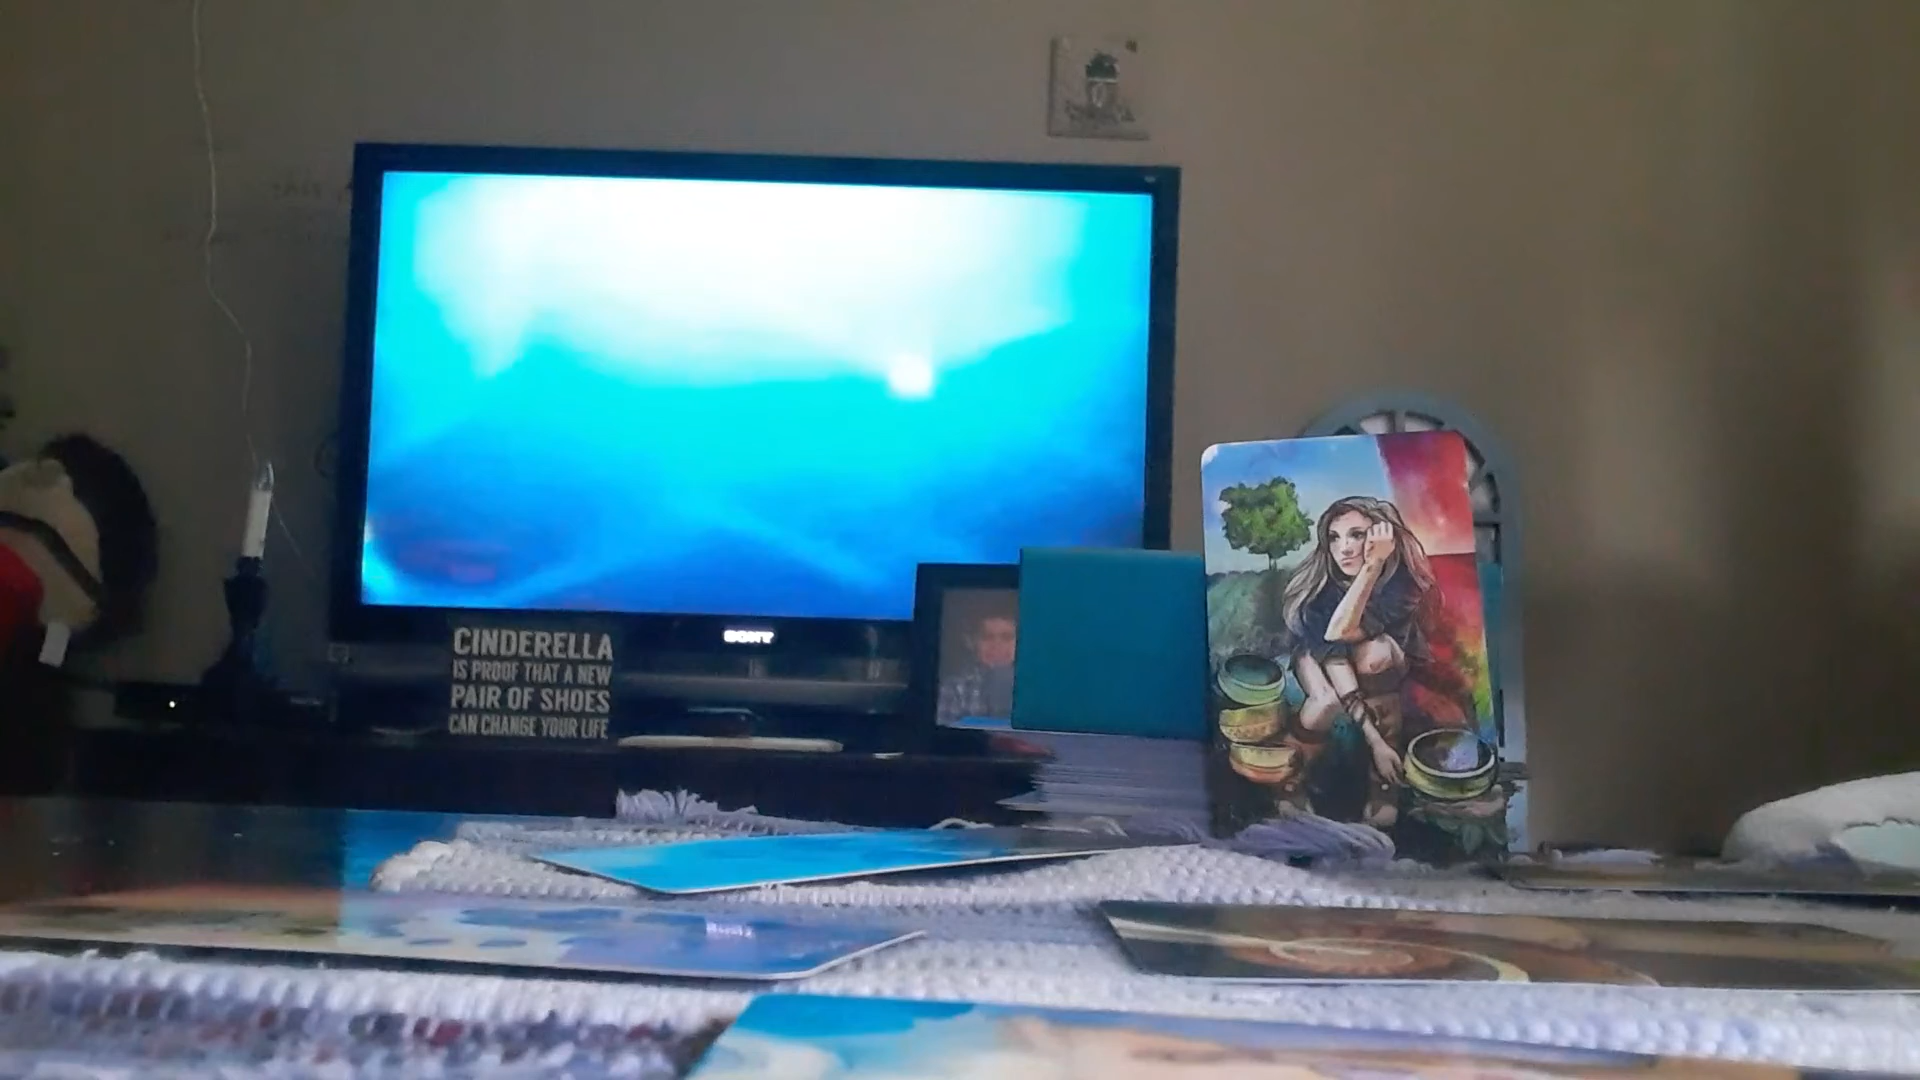 SONY
CINDERELLA
IS PROOF THAT A NEW
PAIR OF SHOES
CAN CHANGE YOUR LIFE